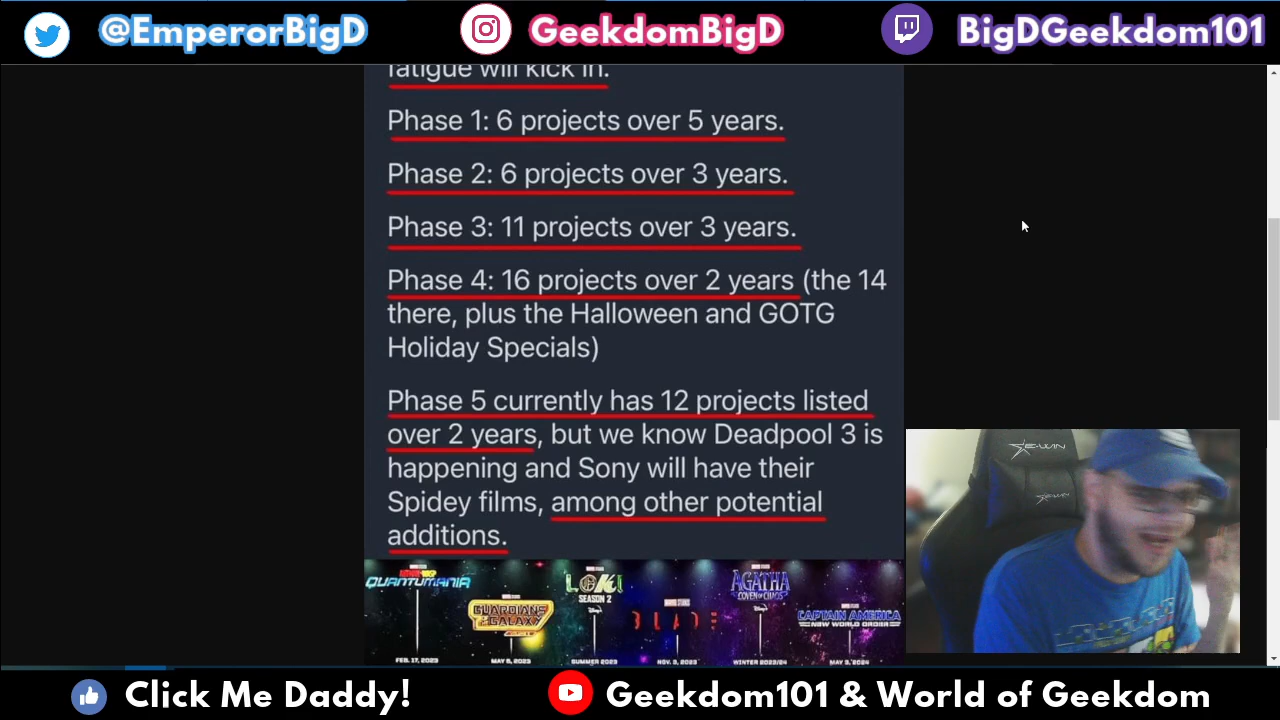 @EmperorBigD
GeekdomBigD
BigDGeekdom101
fatigue will kick in.
Phase 1: 6 projects over 5 years.
Phase 2: 6 projects over 3 years.
Phase 3: 11 projects over 3 years.
Phase 4: 16 projects over 2 years (the 14
there, plus the Halloween and GOTG
Holiday Specials)
Phase 5 currently has 12 projects listed
over 2 years, but we know Deadpool 3 is
happening and Sony will have their
Spidey films, among other potential
additions.
QUANTUMANIA
FEB. 17, 2023
GUARDIANS
GALAXY
MAY 5, 2023
LOKI
SEASON 2
SUMMER 2023
BLADE
NOV. 3, 2023
AGATHA
COVEN OF CHAOS
WINTER 2023/24
CAPTAIN AMERICA
NEW WORLD ORDER
MAY 3, 2024
E-WIN
Click Me Daddy!
Geekdom101 & World of Geekdom